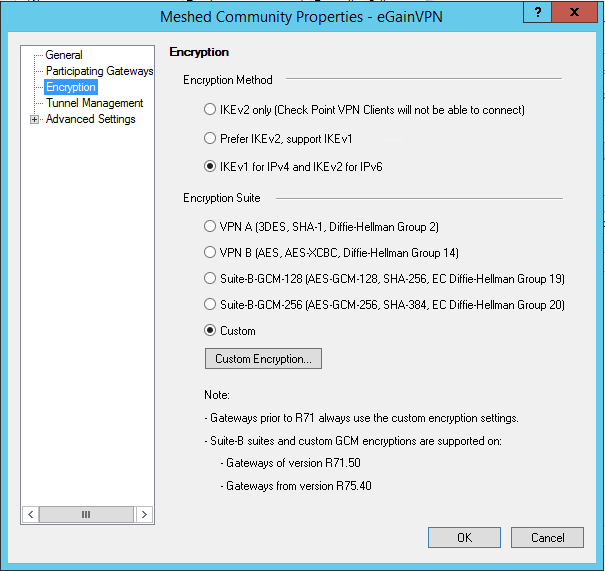 Meshed Community Properties - eGainVPN
?
x
General
Participating Gateways
Encryption
Tunnel Management
Advanced Settings
Encryption
Encryption Method
IKEv2 only (Check Point VPN Clients will not be able to connect)
Prefer IKEv2, support IKEv1
IKEv1 for IPv4 and IKEv2 for IPv6
Encryption Suite
VPN A (3DES, SHA-1, Diffie-Hellman Group 2)
VPN B (AES, AES-XCBC, Diffie-Hellman Group 14)
Suite-B-GCM-128 (AES-GCM-128, SHA-256, EC Diffie-Hellman Group 19)
Suite-B-GCM-256 (AES-GCM-256, SHA-384, EC Diffie-Hellman Group 20)
Custom
Custom Encryption...
Note:
- Gateways prior to R71 always use the custom encryption settings.
- Suite-B suites and custom GCM encryptions are supported on:
- Gateways of version R71.50
- Gateways from version R75.40
OK
Cancel